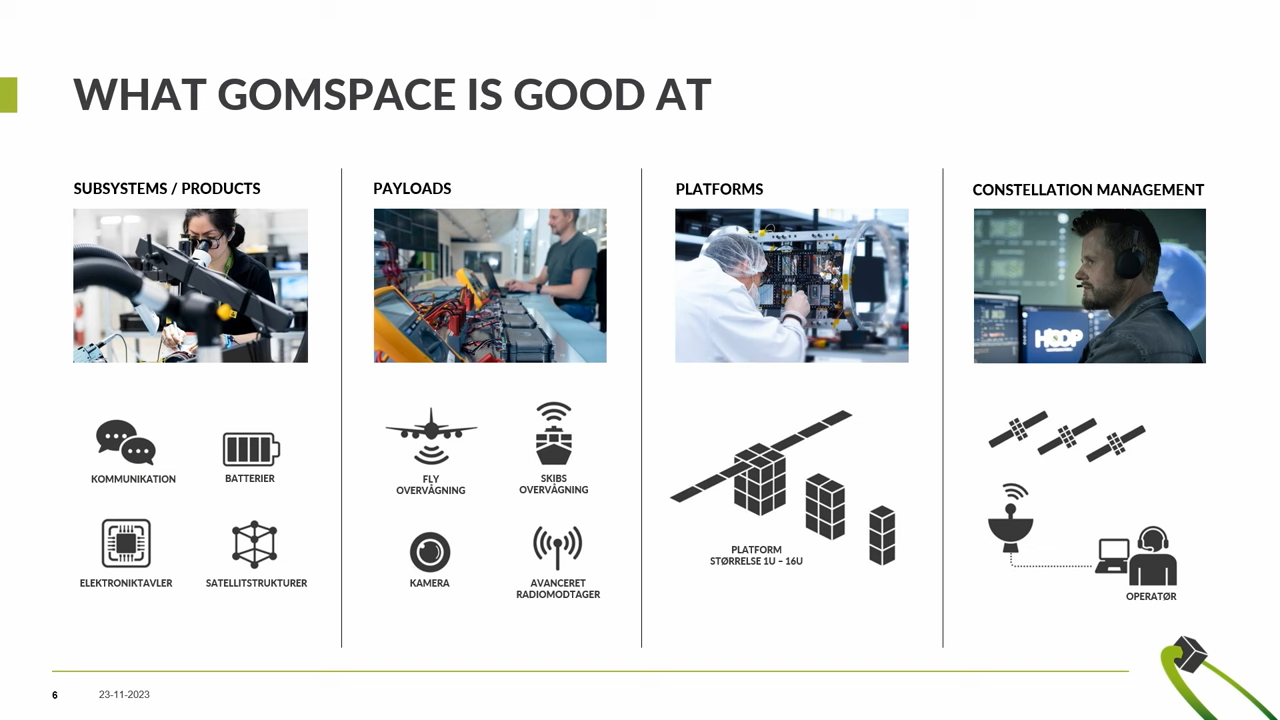 WHAT GOMSPACE IS GOOD AT
SUBSYSTEMS / PRODUCTS
KOMMUNIKATION
BATTERIER
ELEKTRONIKTAVLER
SATELLITSTRUKTURER
PAYLOADS
FLY
OVERVÅGNING
SKIBS
OVERVÅGNING
KAMERA
AVANCERET
RADIOMODTAGER
PLATFORMS
PLATFORM
STØRRELSE 1U – 16U
CONSTELLATION MANAGEMENT
HOOP
OPERATØR
6
23-11-2023